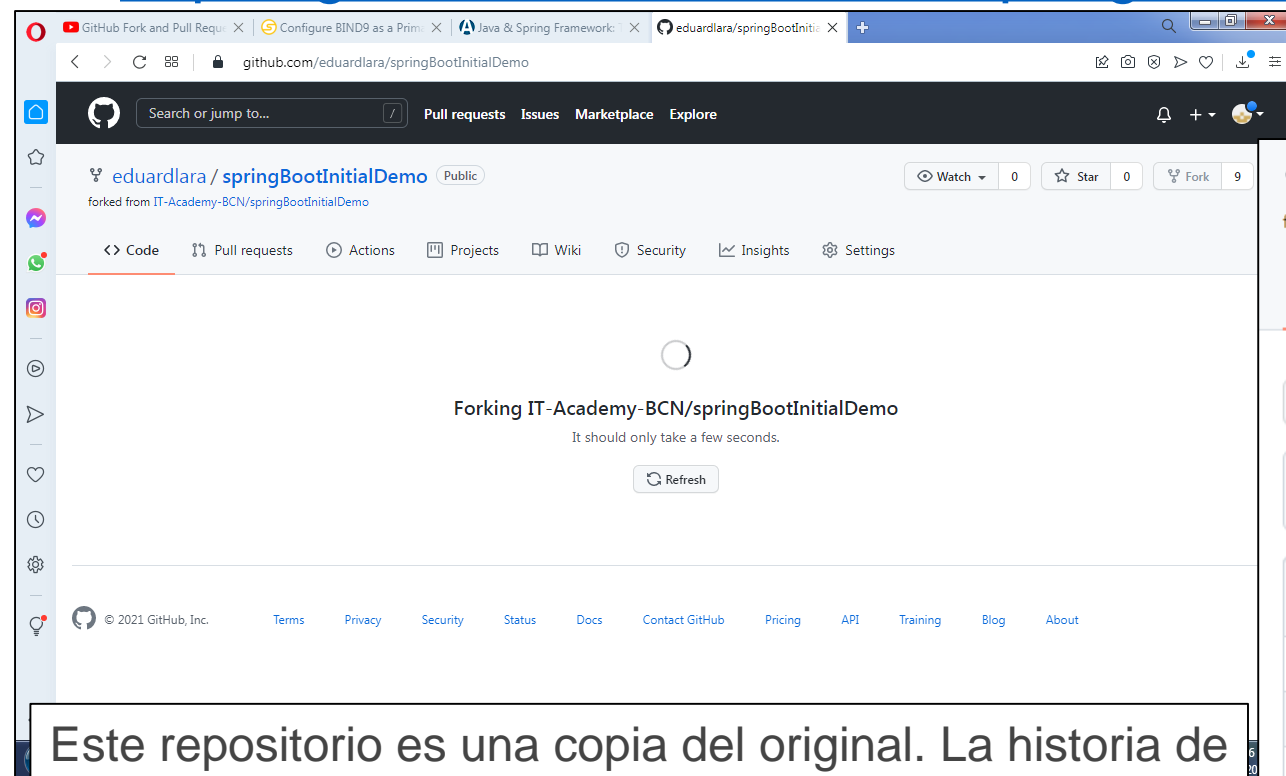 GitHub Fork and Pull Reque
Configure BIND9 as a Prima
Java & Spring Framework: T
eduardlara/springBootInitia
github.com/eduardlara/springBootInitialDemo
Search or jump to... /
Pull requests Issues Marketplace Explore
eduardlara / springBootInitialDemo Public
Watch 0 Star 0 Fork 9
forked from IT-Academy-BCN/springBootInitialDemo
<> Code Pull requests Actions Projects Wiki Security Insights Settings
Forking IT-Academy-BCN/springBootInitialDemo
It should only take a few seconds.
Refresh
© 2021 GitHub, Inc. Terms Privacy Security Status Docs Contact GitHub Pricing API Training Blog About
Este repositorio es una copia del original. La historia de